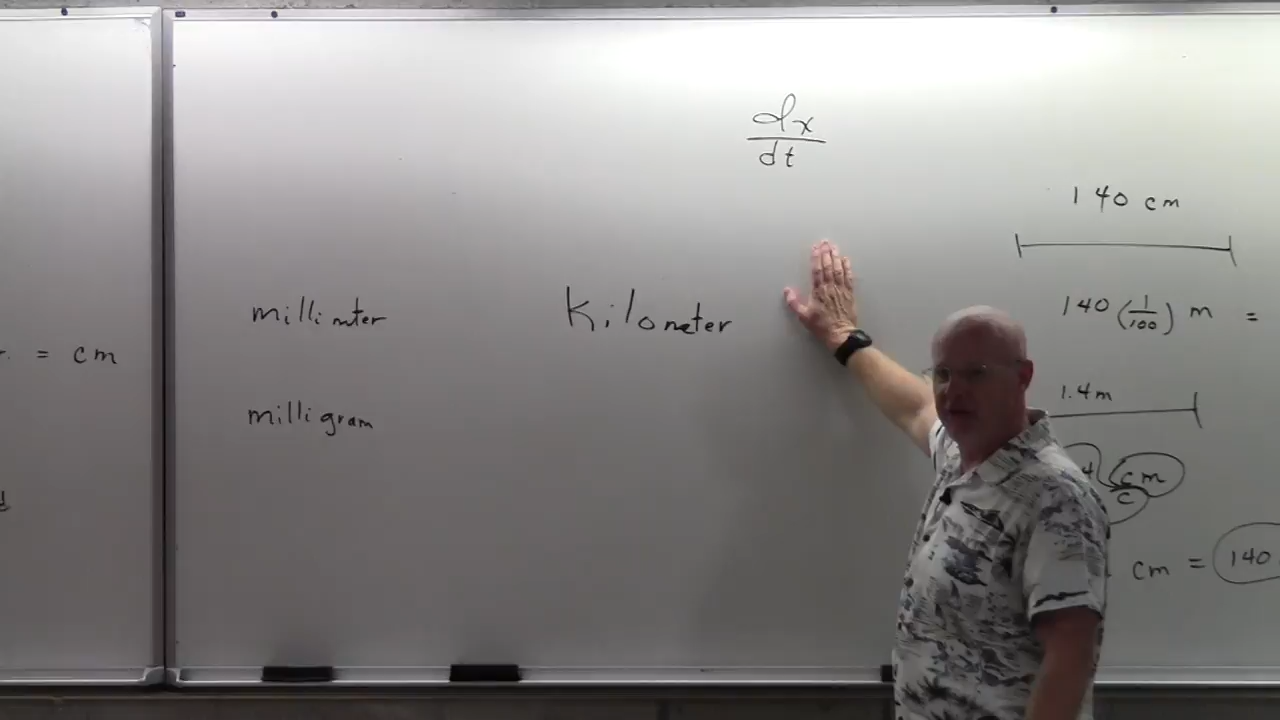 dx
dt
140 cm
millimter
kilometer
140 (1/100) m =
= cm
1.4m
milligram
cm
c
cm = 140